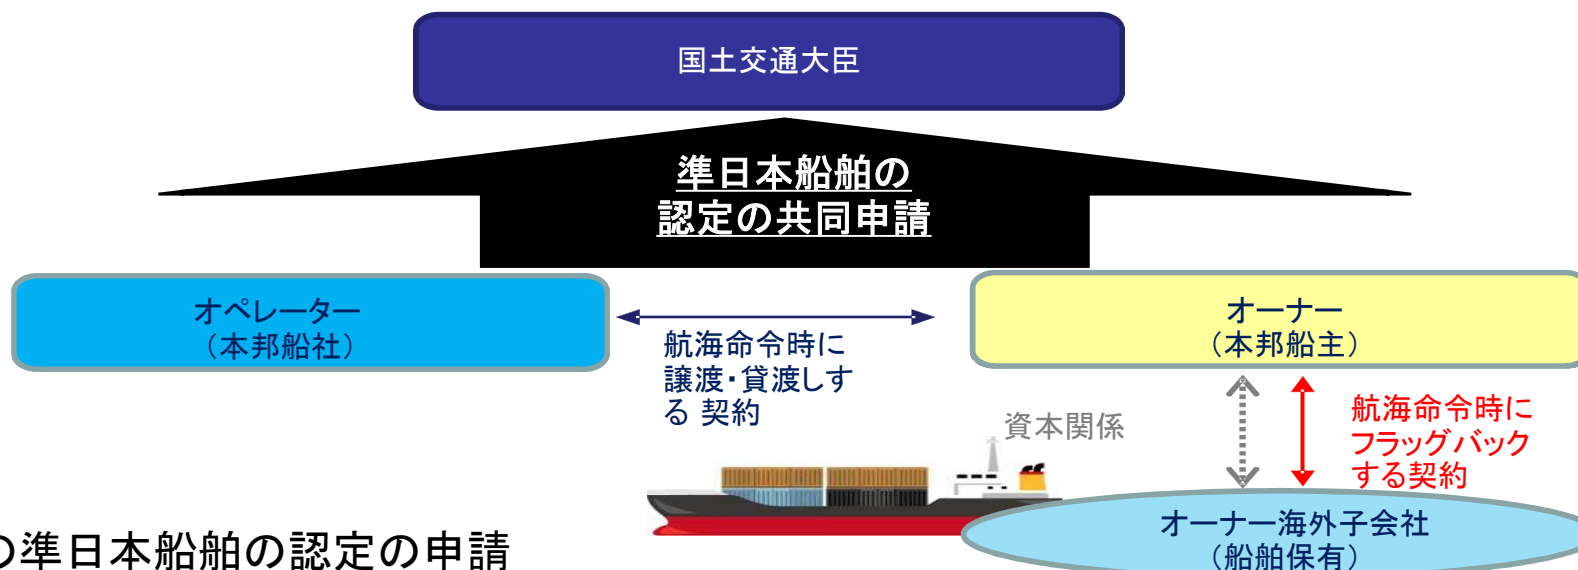 国土交通大臣
準日本船舶の
認定の共同申請
オペレーター
（本邦船社）
航海命令時に
譲渡・貸渡しす
る 契約
オーナー
（本邦船主）
資本関係
航海命令時に
フラッグバック
する契約
オーナー海外子会社
（船舶保有）
の準日本船舶の認定の申請